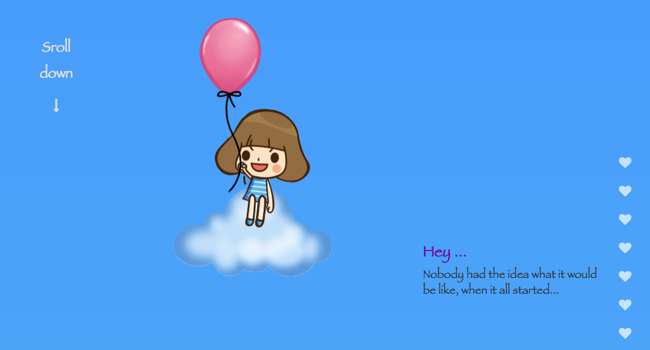 Sroll
down
Hey ...
Nobody had the idea what it would
be like, when it all started...